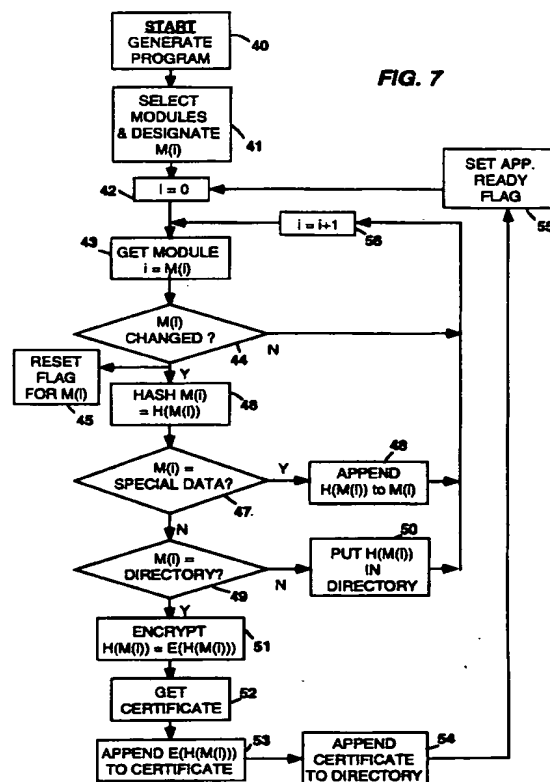 START
GENERATE
PROGRAM
40
FIG. 7
SELECT
MODULES
& DESIGNATE
M(i)
41
SET APP.
READY
FLAG
55
42
i = 0
i = i+1
56
43
GET MODULE
i = M(i)
M(i)
CHANGED ?
44
N
Y
RESET
FLAG
FOR M(i)
45
HASH M(i)
= H(M(i))
46
M(i) =
SPECIAL DATA?
47
Y
N
48
APPEND
H(M(i)) to M(i)
M(i) =
DIRECTORY?
49
N
Y
50
PUT H(M(i))
IN
DIRECTORY
ENCRYPT
H(M(i)) = E(H(M(i)))
51
GET
CERTIFICATE
52
APPEND E(H(M(i)))
TO CERTIFICATE
53
APPEND
CERTIFICATE
TO DIRECTORY
54